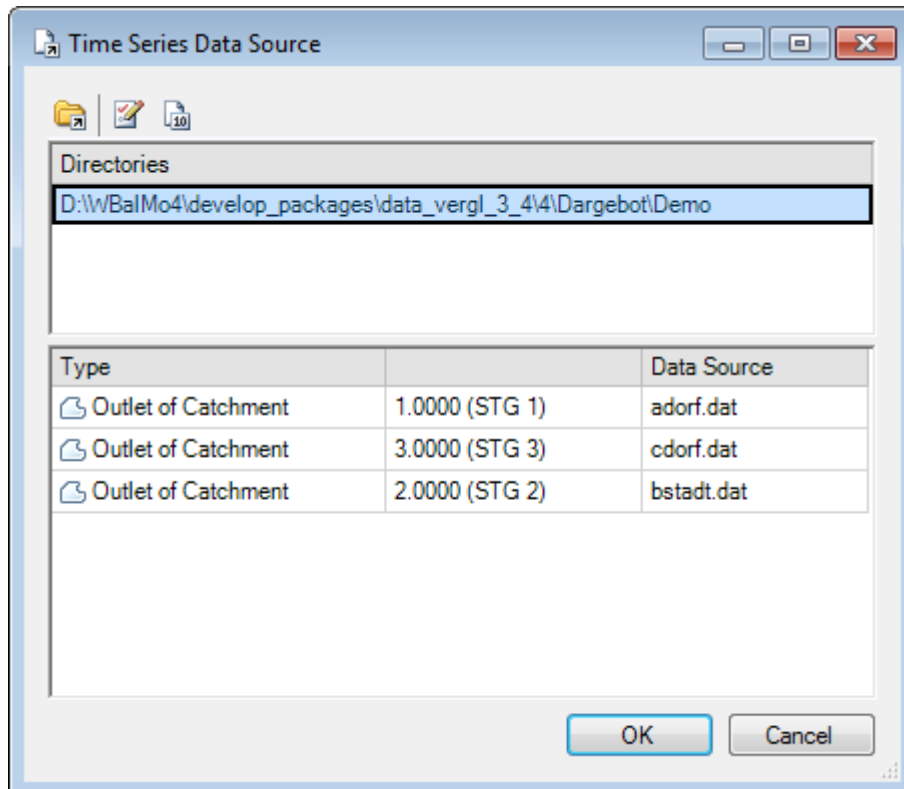 Time Series Data Source
10
Directories
D:\WBalMo4\develop_packages\data_vergl_3_4\4\Dargebot\Demo
Type Data Source
Outlet of Catchment 1.0000 (STG 1) adorf.dat
Outlet of Catchment 3.0000 (STG 3) cdorf.dat
Outlet of Catchment 2.0000 (STG 2) bstadt.dat
OK Cancel